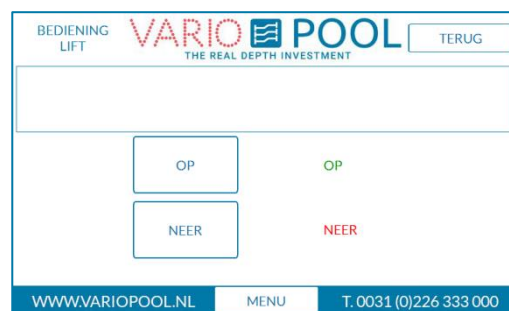 BEDIENING
LIFT
VARIO POOL
THE REAL DEPTH INVESTMENT
TERUG
OP OP
NEER NEER
WWW.VARIOPOOL.NL MENU T. 0031 (0)226 333 000